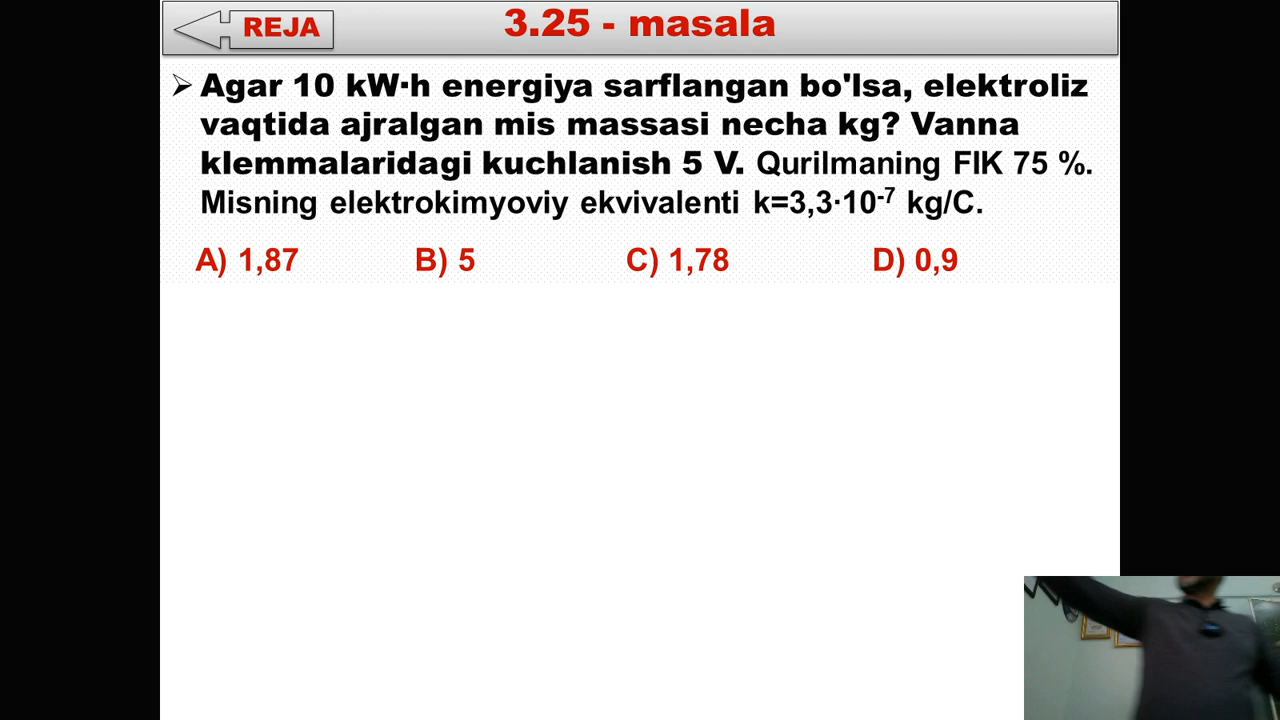 REJA
3.25 - masala
➢ Agar 10 kW·h energiya sarflangan bo'lsa, elektroliz
vaqtida ajralgan mis massasi necha kg? Vanna
klemmalaridagi kuchlanish 5 V. Qurilmaning FIK 75 %.
Misning elektrokimyoviy ekvivalenti k=3,3·10⁻⁷ kg/C.
A) 1,87 B) 5 C) 1,78 D) 0,9